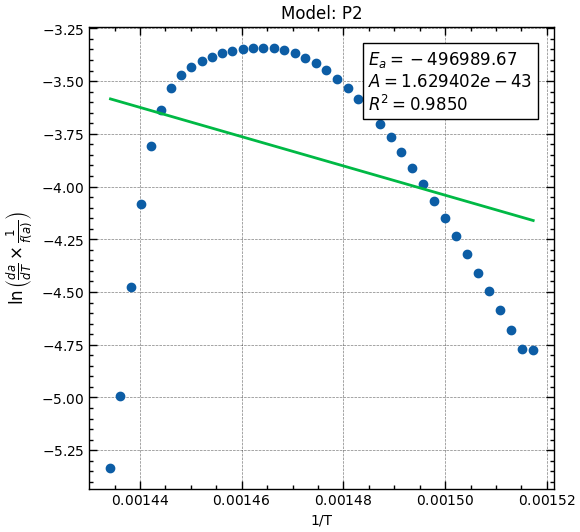 Model: P2
E_a = −496989.67
A = 1.629402e − 43
R² = 0.9850
ln(da/dT × 1/f(a))
−3.25
−3.50
−3.75
−4.00
−4.25
−4.50
−4.75
−5.00
−5.25
0.00144 0.00146 0.00148 0.00150 0.00152
1/T